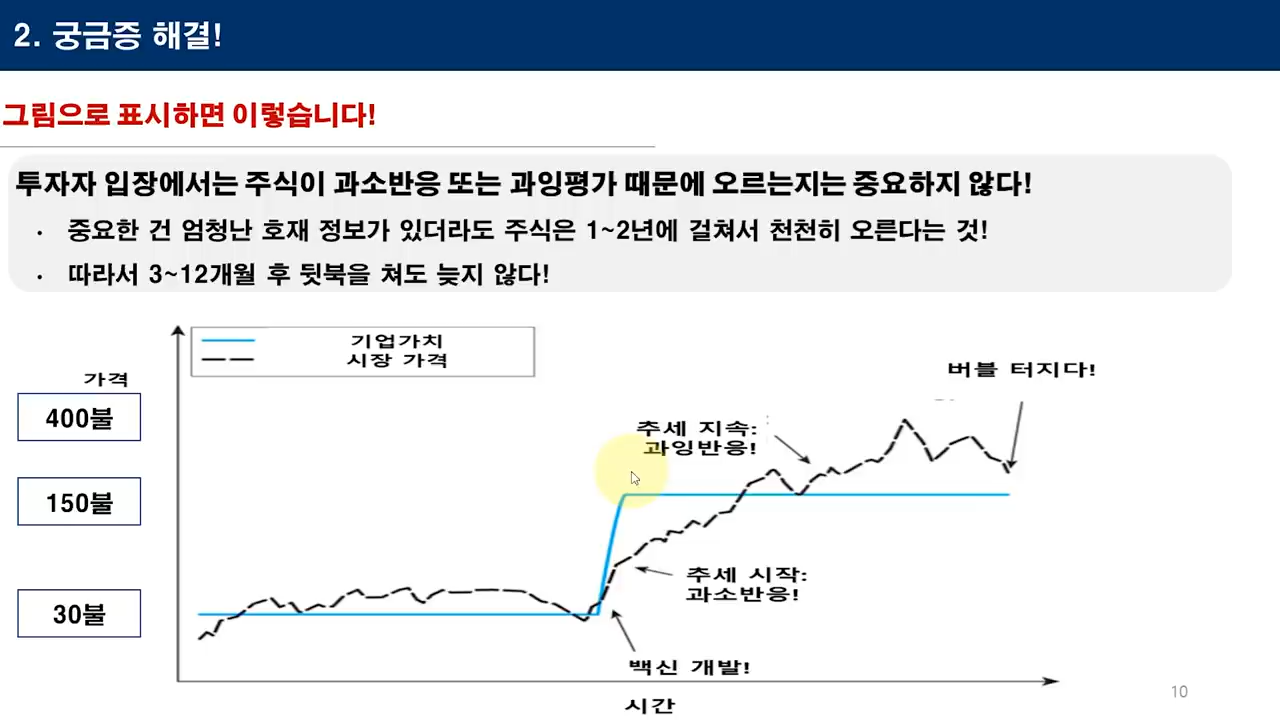 2. 궁금증 해결!
그림으로 표시하면 이렇습니다!
투자자 입장에서는 주식이 과소반응 또는 과잉평가 때문에 오르는지는 중요하지 않다!
· 중요한 건 엄청난 호재 정보가 있더라도 주식은 1~2년에 걸쳐서 천천히 오른다는 것!
· 따라서 3~12개월 후 뒷북을 쳐도 늦지 않다!
기업가치
시장 가격
버블 터지다!
가격
400불
추세 지속:
과잉반응!
150불
추세 시작:
과소반응!
30불
백신 개발!
시간
10